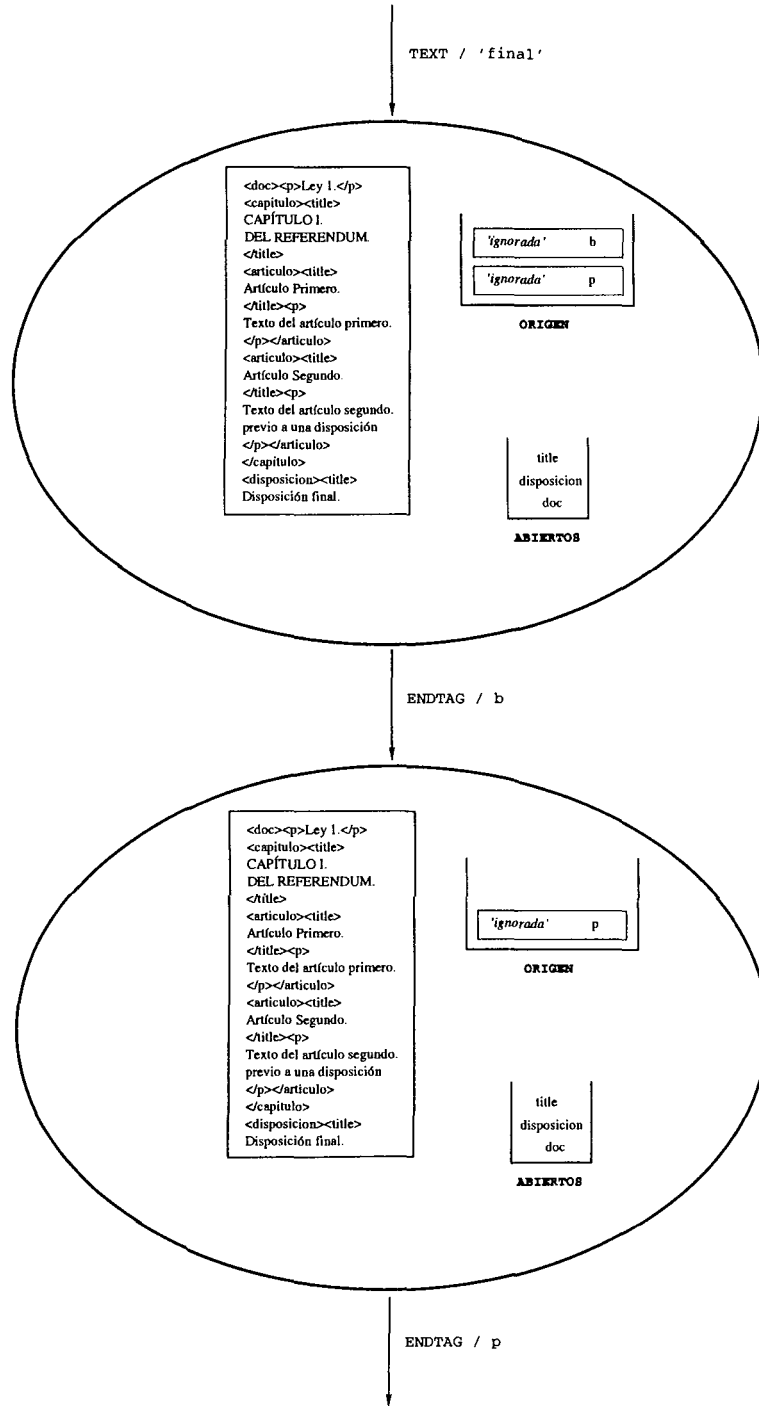 TEXT / 'final'
<doc><p>Ley 1.</p>
<capitulo><title>
CAPÍTULO I.
DEL REFERENDUM.
</title>
<articulo><title>
Artículo Primero.
</title><p>
Texto del artículo primero.
</p></articulo>
<articulo><title>
Artículo Segundo.
</title><p>
Texto del artículo segundo.
previo a una disposición
</p></articulo>
</capitulo>
<disposicion><title>
Disposición final.
'ignorada' b
'ignorada' p
ORIGEN
title
disposicion
doc
ABIERTOS
ENDTAG / b
<doc><p>Ley 1.</p>
<capitulo><title>
CAPÍTULO I.
DEL REFERENDUM.
</title>
<articulo><title>
Artículo Primero.
</title><p>
Texto del artículo primero.
</p></articulo>
<articulo><title>
Artículo Segundo.
</title><p>
Texto del artículo segundo.
previo a una disposición
</p></articulo>
</capitulo>
<disposicion><title>
Disposición final.
'ignorada' p
ORIGEN
title
disposicion
doc
ABIERTOS
ENDTAG / p